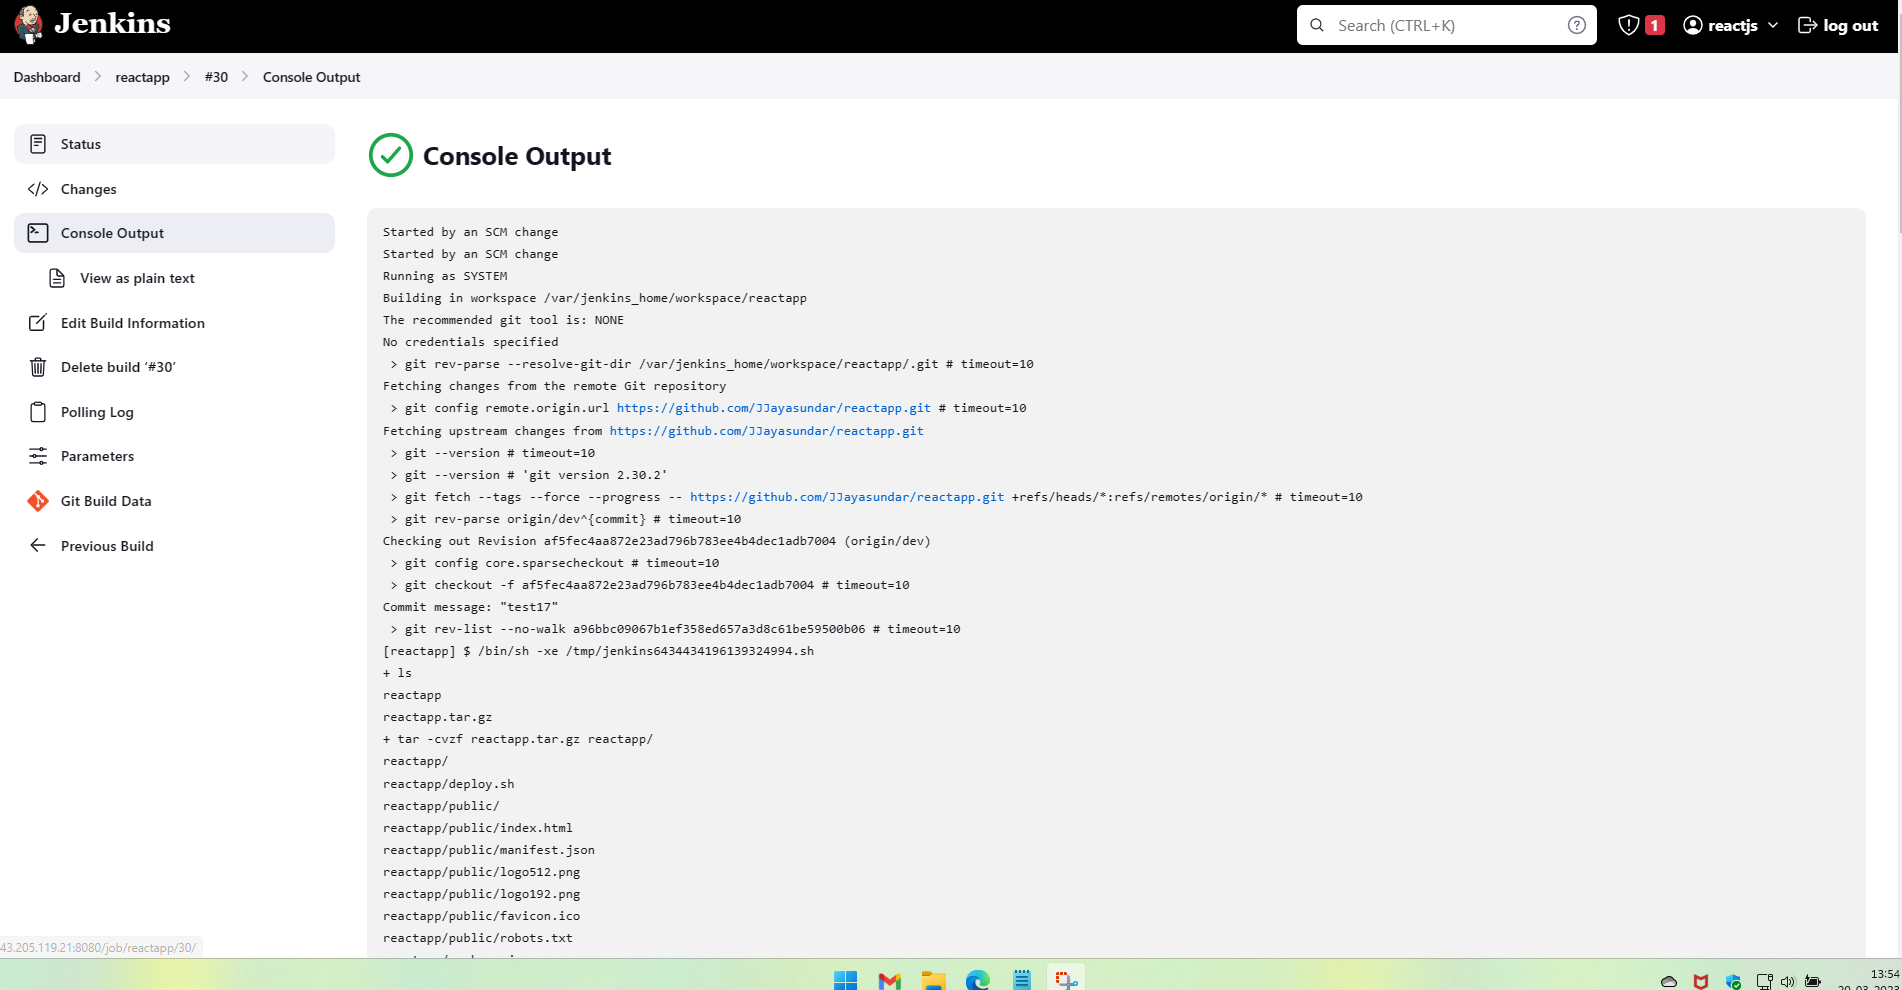 Jenkins
Search (CTRL+K)
1
reactjs
log out
Dashboard > reactapp > #30 > Console Output
Status
Changes
Console Output
View as plain text
Edit Build Information
Delete build ‘#30’
Polling Log
Parameters
Git Build Data
Previous Build
Console Output
Started by an SCM change
Started by an SCM change
Running as SYSTEM
Building in workspace /var/jenkins_home/workspace/reactapp
The recommended git tool is: NONE
No credentials specified
> git rev-parse --resolve-git-dir /var/jenkins_home/workspace/reactapp/.git # timeout=10
Fetching changes from the remote Git repository
> git config remote.origin.url https://github.com/JJayasundar/reactapp.git # timeout=10
Fetching upstream changes from https://github.com/JJayasundar/reactapp.git
> git --version # timeout=10
> git --version # 'git version 2.30.2'
> git fetch --tags --force --progress -- https://github.com/JJayasundar/reactapp.git +refs/heads/*:refs/remotes/origin/* # timeout=10
> git rev-parse origin/dev^{commit} # timeout=10
Checking out Revision af5fec4aa872e23ad796b783ee4b4dec1adb7004 (origin/dev)
> git config core.sparsecheckout # timeout=10
> git checkout -f af5fec4aa872e23ad796b783ee4b4dec1adb7004 # timeout=10
Commit message: "test17"
> git rev-list --no-walk a96bbc09067b1ef358ed657a3d8c61be59500b06 # timeout=10
[reactapp] $ /bin/sh -xe /tmp/jenkins6434434196139324994.sh
+ ls
reactapp
reactapp.tar.gz
+ tar -cvzf reactapp.tar.gz reactapp/
reactapp/
reactapp/deploy.sh
reactapp/public/
reactapp/public/index.html
reactapp/public/manifest.json
reactapp/public/logo512.png
reactapp/public/logo192.png
reactapp/public/favicon.ico
reactapp/public/robots.txt
43.205.119.21:8080/job/reactapp/30/
13:54